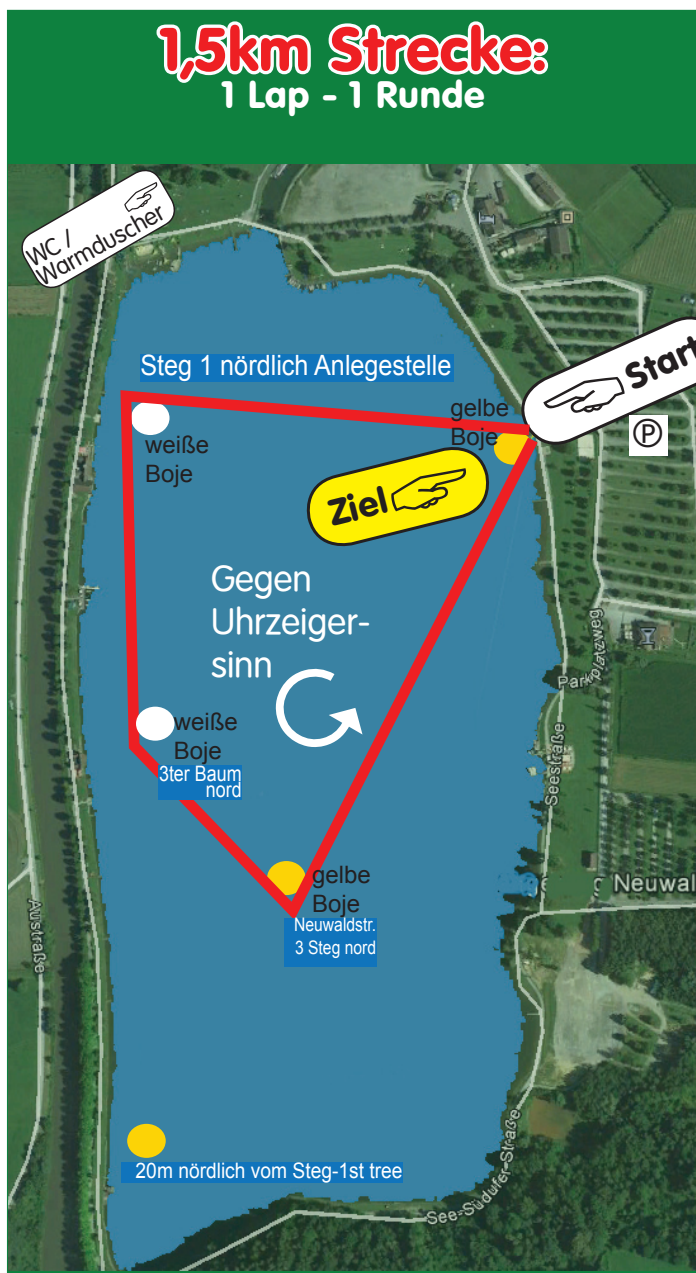 1,5km Strecke:
1 Lap - 1 Runde
WC /
Warmduscher
Start
Steg 1 nördlich Anlegestelle
gelbe
Boje
P
weiße
Boje
Ziel
Gegen
Uhrzeiger-
sinn
Parkplatzweg
weiße
Boje
3ter Baum
nord
Seestraße
gelbe
Boje
Neuwal
Neuwaldstr.
3 Steg nord
Austraße
20m nördlich vom Steg-1st tree
See-Südufer-Straße